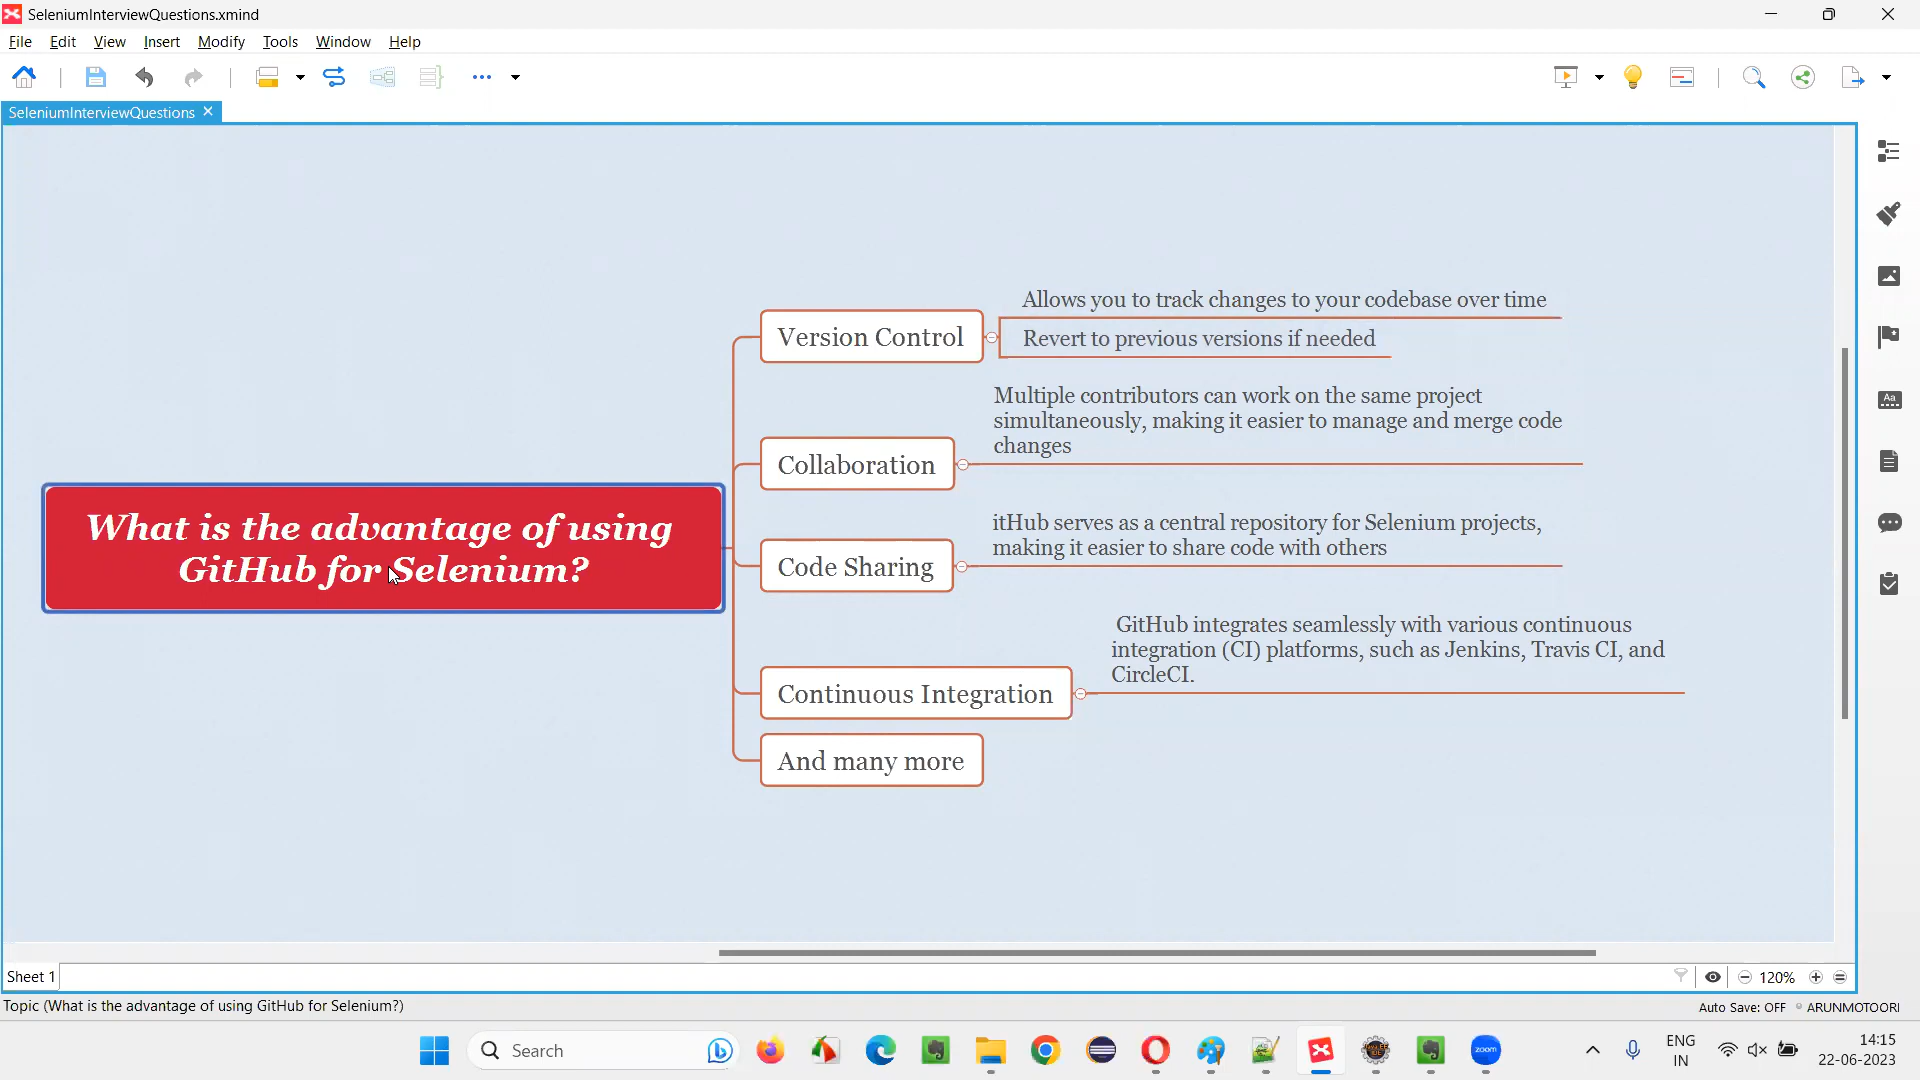 SeleniumInterviewQuestions.xmind
File Edit View Insert Modify Tools Window Help
SeleniumInterviewQuestions
What is the advantage of using
GitHub for Selenium?
Version Control
Allows you to track changes to your codebase over time
Revert to previous versions if needed
Collaboration
Multiple contributors can work on the same project
simultaneously, making it easier to manage and merge code
changes
Code Sharing
itHub serves as a central repository for Selenium projects,
making it easier to share code with others
Continuous Integration
GitHub integrates seamlessly with various continuous
integration (CI) platforms, such as Jenkins, Travis CI, and
CircleCI.
And many more
Aa
Sheet 1
120%
Topic (What is the advantage of using GitHub for Selenium?)
Auto Save: OFF
ARUNMOTOORI
Search
zoom
ENG
IN
14:15
22-06-2023